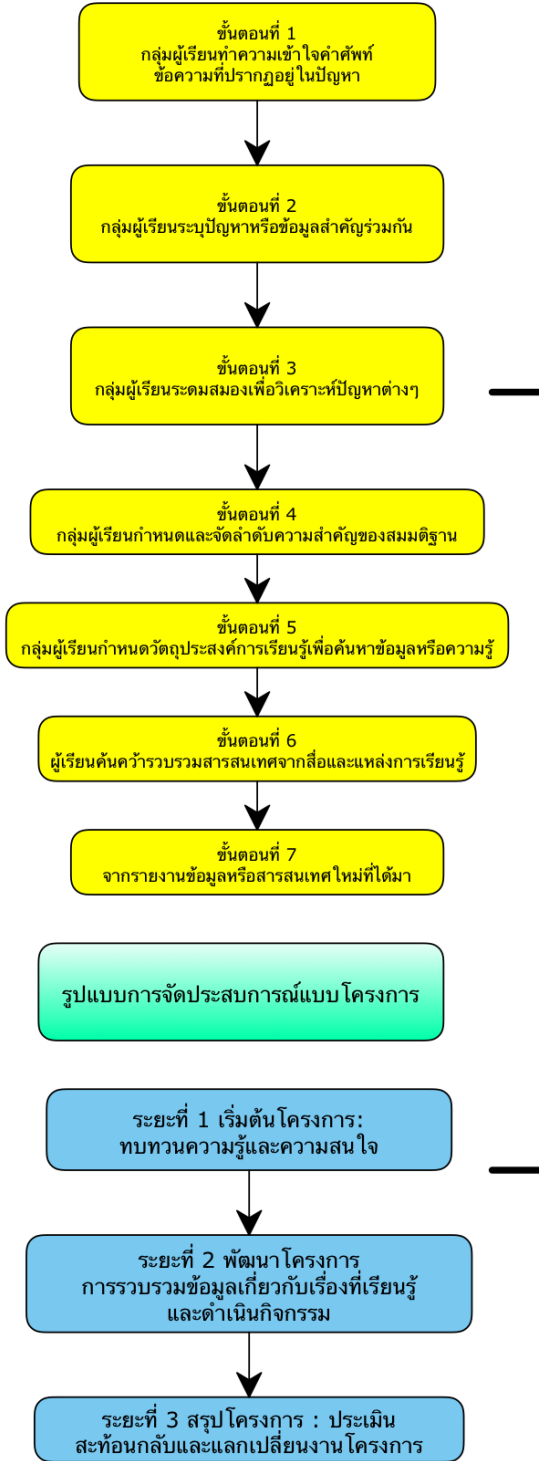 ขั้นตอนที่ 1
กลุ่มผู้เรียนทำความเข้าใจคำศัพท์
ข้อความที่ปรากฏอยู่ในปัญหา
ขั้นตอนที่ 2
กลุ่มผู้เรียนระบุปัญหาหรือข้อมูลสำคัญร่วมกัน
ขั้นตอนที่ 3
กลุ่มผู้เรียนระดมสมองเพื่อวิเคราะห์ปัญหาต่างๆ
ขั้นตอนที่ 4
กลุ่มผู้เรียนกำหนดและจัดลำดับความสำคัญของสมมติฐาน
ขั้นตอนที่ 5
กลุ่มผู้เรียนกำหนดวัตถุประสงค์การเรียนรู้เพื่อค้นหาข้อมูลหรือความรู้
ขั้นตอนที่ 6
ผู้เรียนค้นคว้ารวบรวมสารสนเทศจากสื่อและแหล่งการเรียนรู้
ขั้นตอนที่ 7
จากรายงานข้อมูลหรือสารสนเทศใหม่ที่ได้มา
รูปแบบการจัดประสบการณ์แบบโครงการ
ระยะที่ 1 เริ่มต้นโครงการ:
ทบทวนความรู้และความสนใจ
ระยะที่ 2 พัฒนาโครงการ
การรวบรวมข้อมูลเกี่ยวกับเรื่องที่เรียนรู้
และดำเนินกิจกรรม
ระยะที่ 3 สรุปโครงการ : ประเมิน
สะท้อนกลับและแลกเปลี่ยนงานโครงการ